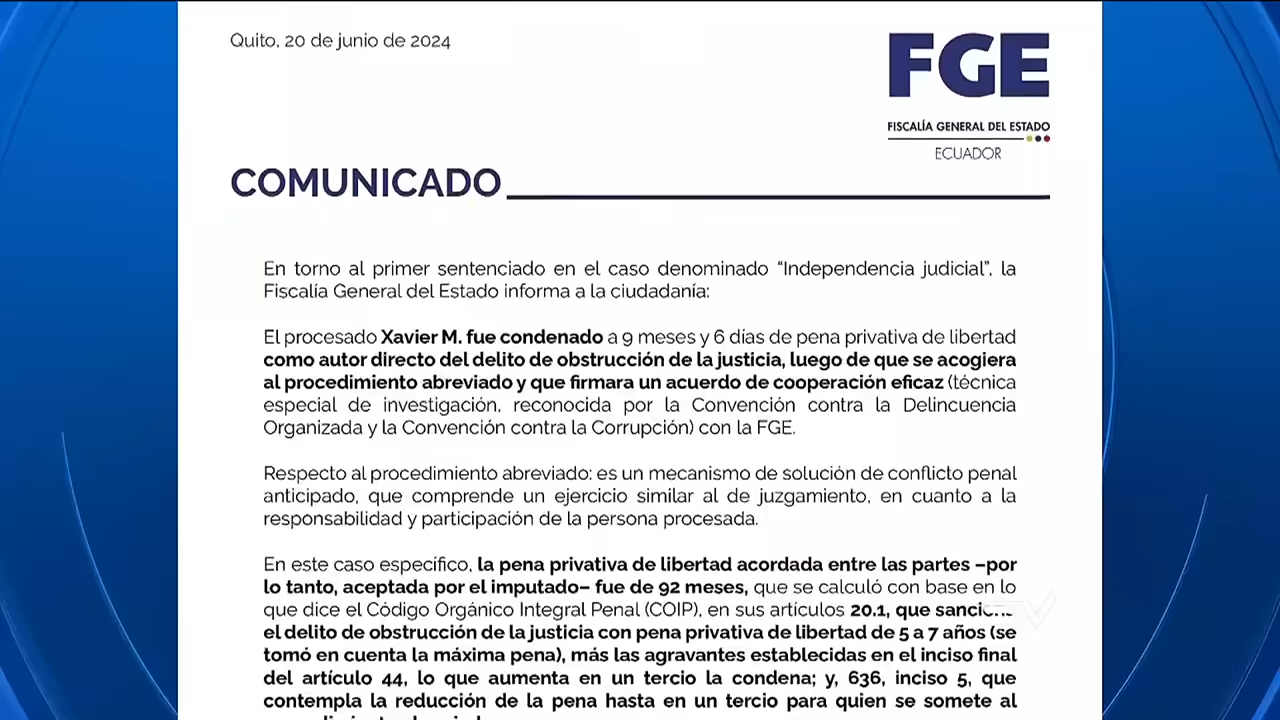 Quito, 20 de junio de 2024
FGE
FISCALÍA GENERAL DEL ESTADO
ECUADOR
COMUNICADO
En torno al primer sentenciado en el caso denominado “Independencia judicial”, la
Fiscalía General del Estado informa a la ciudadanía:
El procesado Xavier M. fue condenado a 9 meses y 6 días de pena privativa de libertad
como autor directo del delito de obstrucción de la justicia, luego de que se acogiera
al procedimiento abreviado y que firmara un acuerdo de cooperación eficaz (técnica
especial de investigación, reconocida por la Convención contra la Delincuencia
Organizada y la Convención contra la Corrupción) con la FGE.
Respecto al procedimiento abreviado: es un mecanismo de solución de conflicto penal
anticipado, que comprende un ejercicio similar al de juzgamiento, en cuanto a la
responsabilidad y participación de la persona procesada.
En este caso específico, la pena privativa de libertad acordada entre las partes –por
lo tanto, aceptada por el imputado– fue de 92 meses, que se calculó con base en lo
que dice el Código Orgánico Integral Penal (COIP), en sus artículos 20.1, que
el delito de obstrucción de la justicia con pena privativa de libertad de 5 a 7 años (se
tomó en cuenta la máxima pena), más las agravantes establecidas en el inciso final
del artículo 44, lo que aumenta en un tercio la condena; y, 636, inciso 5, que
contempla la reducción de la pena hasta en un tercio para quien se somete al